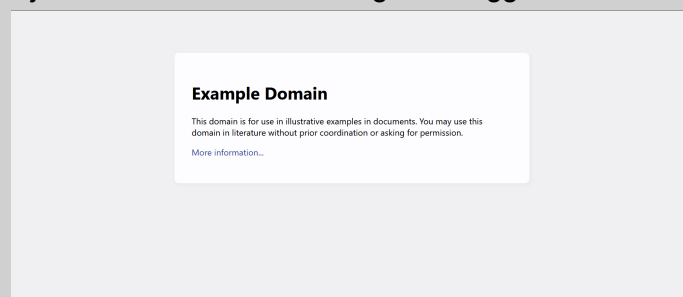 Example Domain
This domain is for use in illustrative examples in documents. You may use this
domain in literature without prior coordination or asking for permission.
More information...